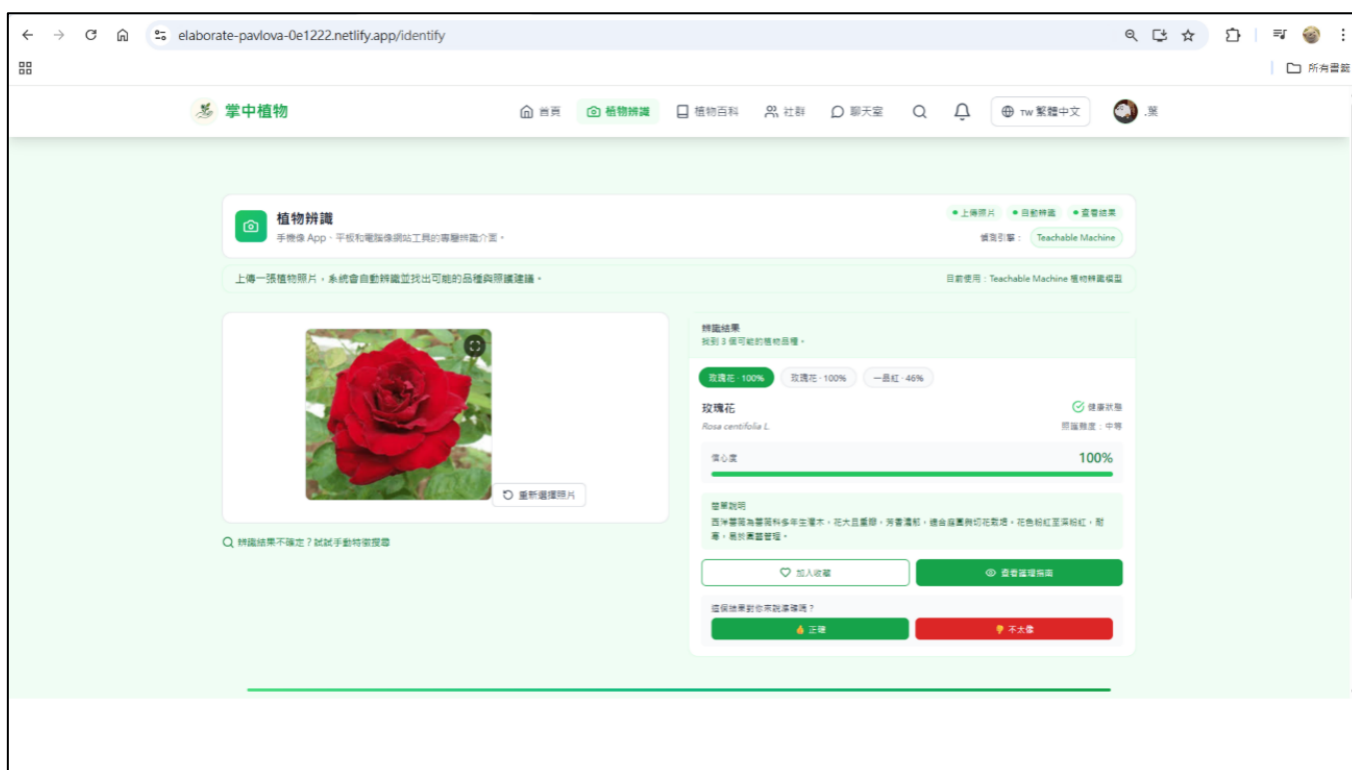 elaborate-pavlova-0e1222.netlify.app/identify
所有書籤
掌中植物
首頁
植物辨識
植物百科
社群
聊天室
TW 繁體中文
.葉
植物辨識
手機像 App、平板和電腦像網站工具的專屬辨識介面。
上傳照片
自動辨識
查看結果
Teachable Machine
上傳一張植物照片，系統會自動辨識並找出可能的品種與照護建議。
目前使用：Teachable Machine 植物辨識模型
重新選擇照片
辨識結果不確定？試試手動特徵搜尋
辨識結果
找到 3 個可能的植物品種。
玫瑰花 · 100%
玫瑰花 · 100%
一品紅 · 46%
玫瑰花
健康狀態
Rosa centifolia L.
照護難度：中等
信心度
100%
簡單說明
西洋薔薇為薔薇科多年生灌木，花大且重瓣，芳香濃郁，適合庭園與切花栽培。花色粉紅至深粉紅，耐
寒，易於園藝管理。
加入收藏
查看護理指南
這個結果對你來說準確嗎？
正確
不太像